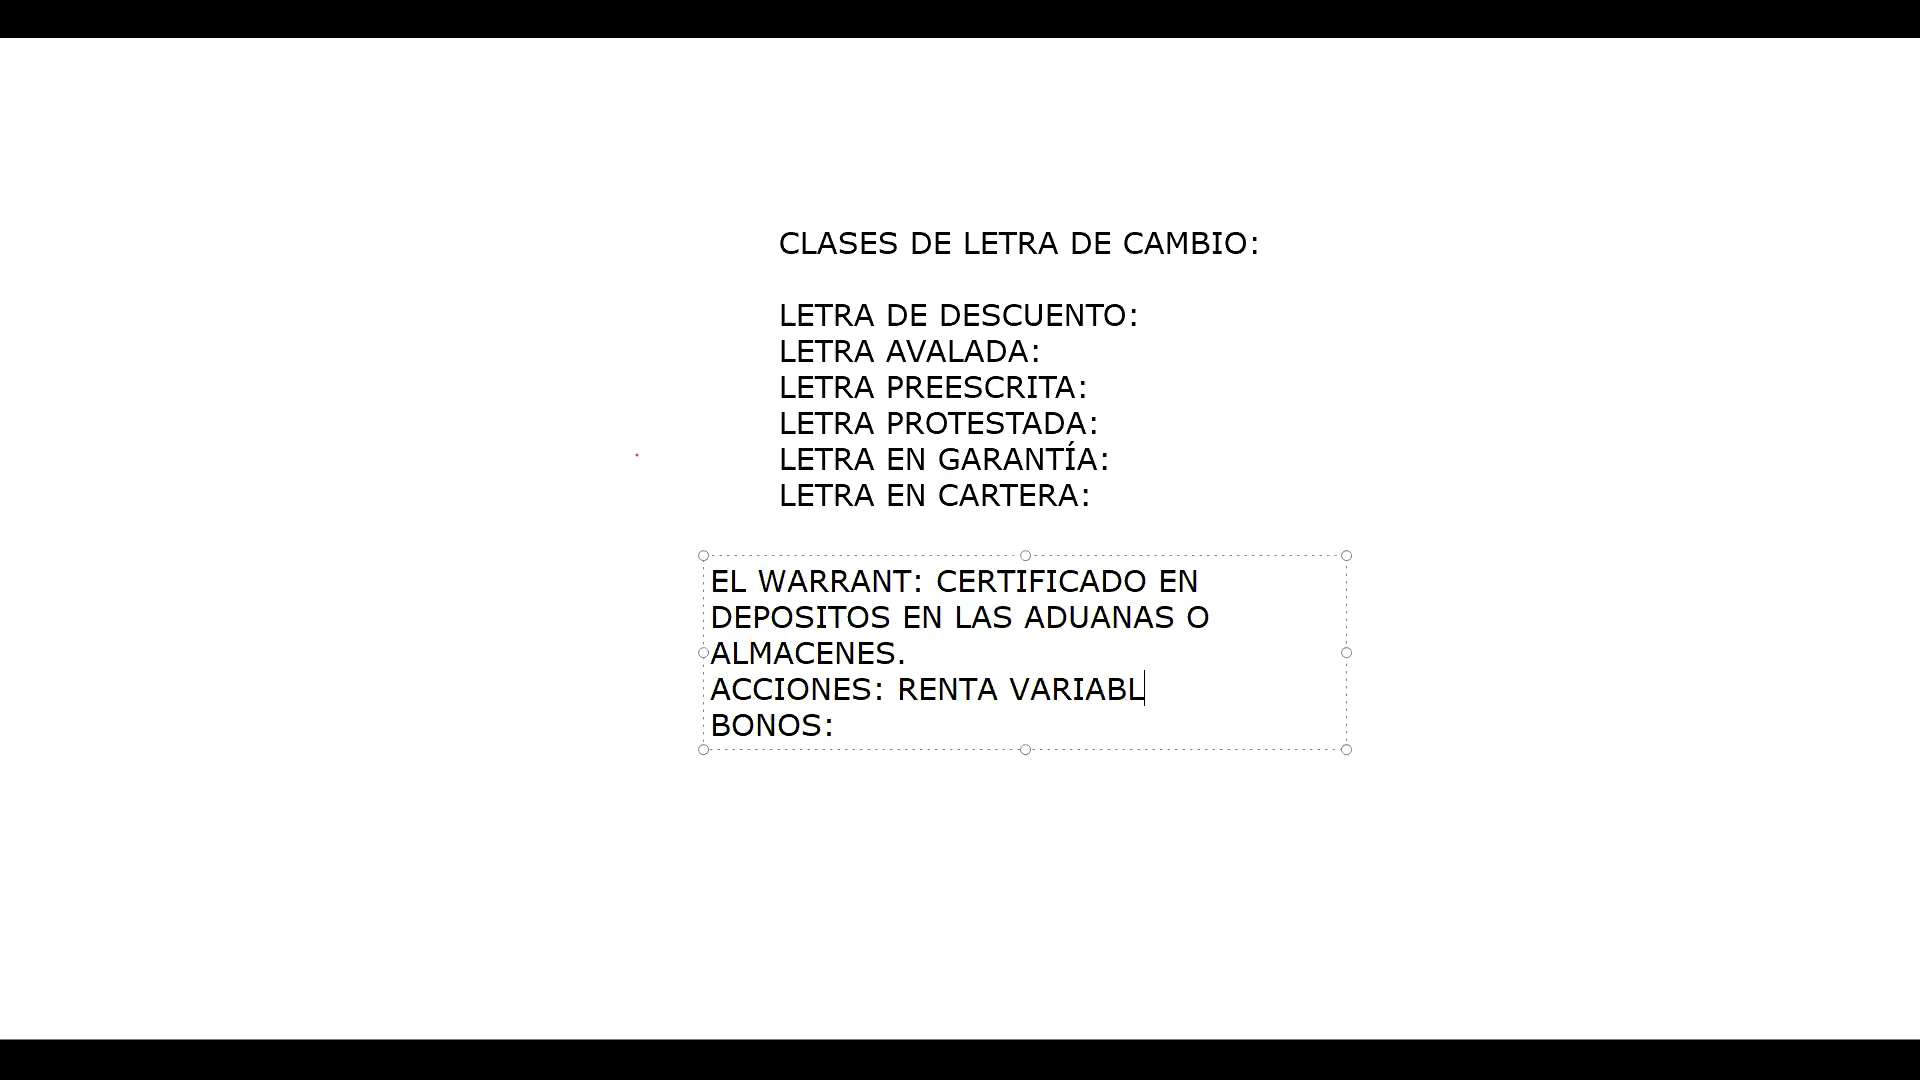 CLASES DE LETRA DE CAMBIO:
LETRA DE DESCUENTO:
LETRA AVALADA:
LETRA PREESCRITA:
LETRA PROTESTADA:
LETRA EN GARANTÍA:
LETRA EN CARTERA:
EL WARRANT: CERTIFICADO EN
DEPOSITOS EN LAS ADUANAS O
ALMACENES.
ACCIONES: RENTA VARIABL
BONOS: